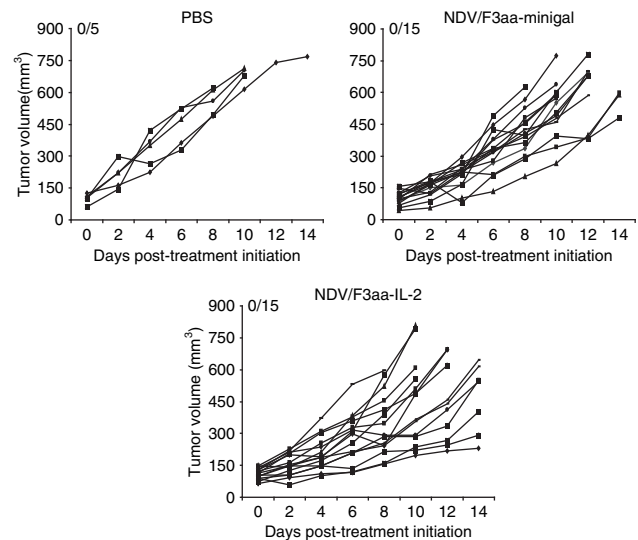 PBS
0/5
Tumor volume(mm³)
900
750
600
450
300
150
0
0 2 4 6 8 10 12 14
Days post-treatment initiation
NDV/F3aa-minigal
0/15
900
750
600
450
300
150
0
0 2 4 6 8 10 12 14
Days post-treatment initiation
NDV/F3aa-IL-2
0/15
Tumor volume (mm³)
900
750
600
450
300
150
0
0 2 4 6 8 10 12 14
Days post-treatment initiation